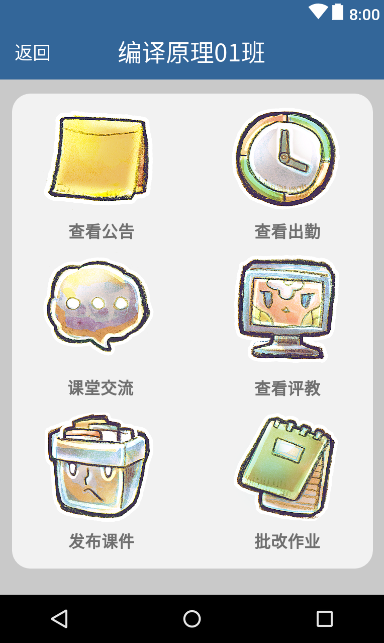 8:00
返回 编译原理01班
查看公告 查看出勤
课堂交流 查看评教
发布课件 批改作业